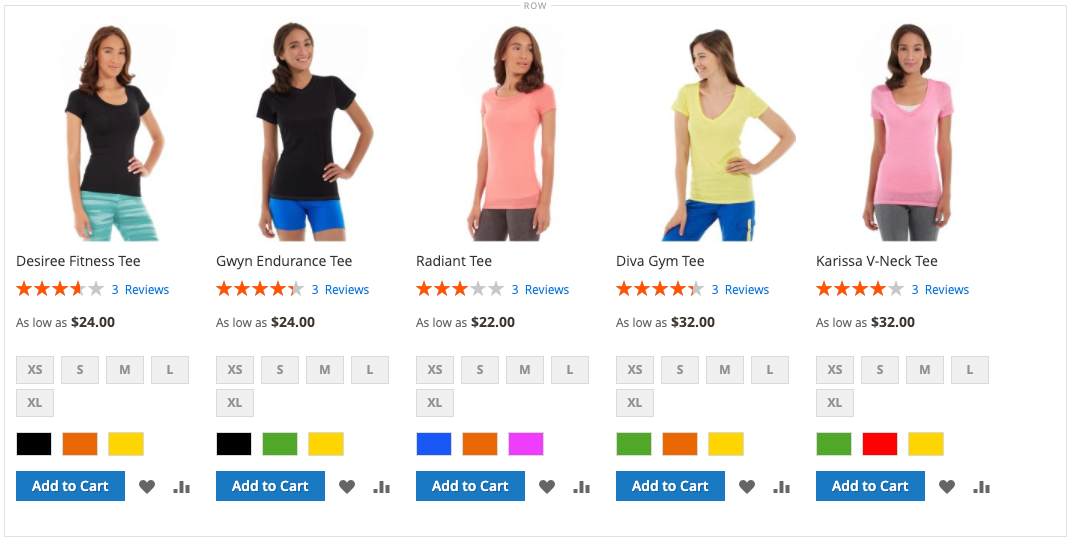 ROW
Desiree Fitness Tee
3 Reviews
As low as $24.00
XS S M L
XL
Add to Cart
Gwyn Endurance Tee
3 Reviews
As low as $24.00
XS S M L
XL
Add to Cart
Radiant Tee
3 Reviews
As low as $22.00
XS S M L
XL
Add to Cart
Diva Gym Tee
3 Reviews
As low as $32.00
XS S M L
XL
Add to Cart
Karissa V-Neck Tee
3 Reviews
As low as $32.00
XS S M L
XL
Add to Cart